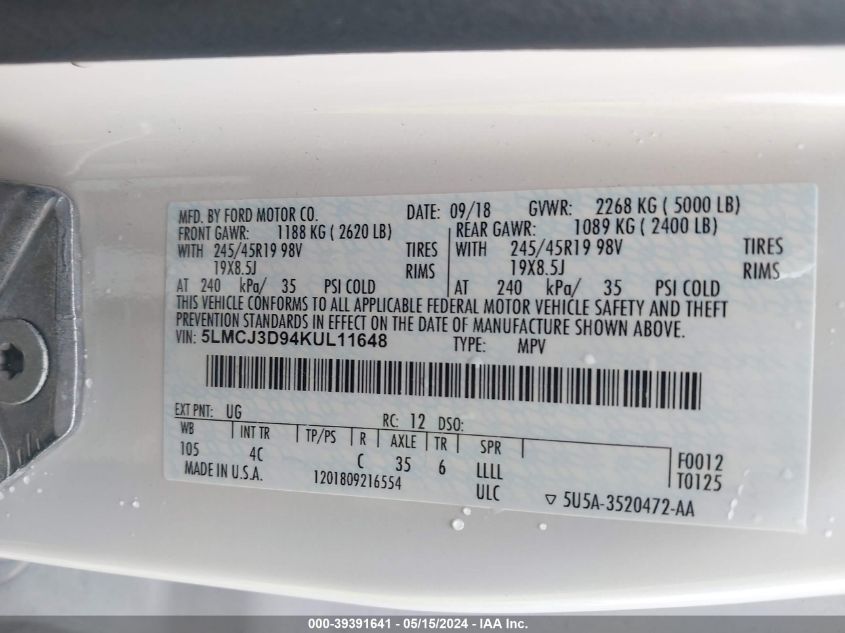 MFD. BY FORD MOTOR CO. DATE: 09/18 GVWR: 2268 KG ( 5000 LB)
FRONT GAWR: 1188 KG ( 2620 LB) REAR GAWR: 1089 KG ( 2400 LB)
WITH 245/45R19 98V TIRES WITH 245/45R19 98V TIRES
19X8.5J RIMS 19X8.5J RIMS
AT 240 kPa/ 35 PSI COLD AT 240 kPa/ 35 PSI COLD
THIS VEHICLE CONFORMS TO ALL APPLICABLE FEDERAL MOTOR VEHICLE SAFETY AND THEFT
PREVENTION STANDARDS IN EFFECT ON THE DATE OF MANUFACTURE SHOWN ABOVE.
VIN: 5LMCJ3D94KUL11648 TYPE: MPV
EXT PNT: UG RC: 12 DSO:
WB INT TR TP/PS R AXLE TR SPR F0012
105 4C C 35 6 LLLL T0125
MADE IN U.S.A. 1201809216554 ULC ▽ 5U5A-3520472-AA
000-39391641 - 05/15/2024 - IAA Inc.